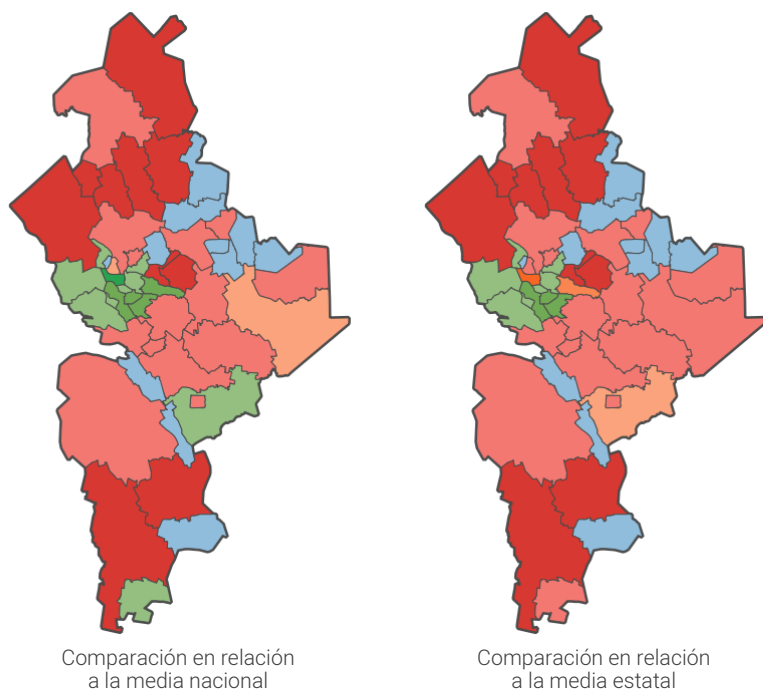 Comparación en relación
a la media nacional
Comparación en relación
a la media estatal